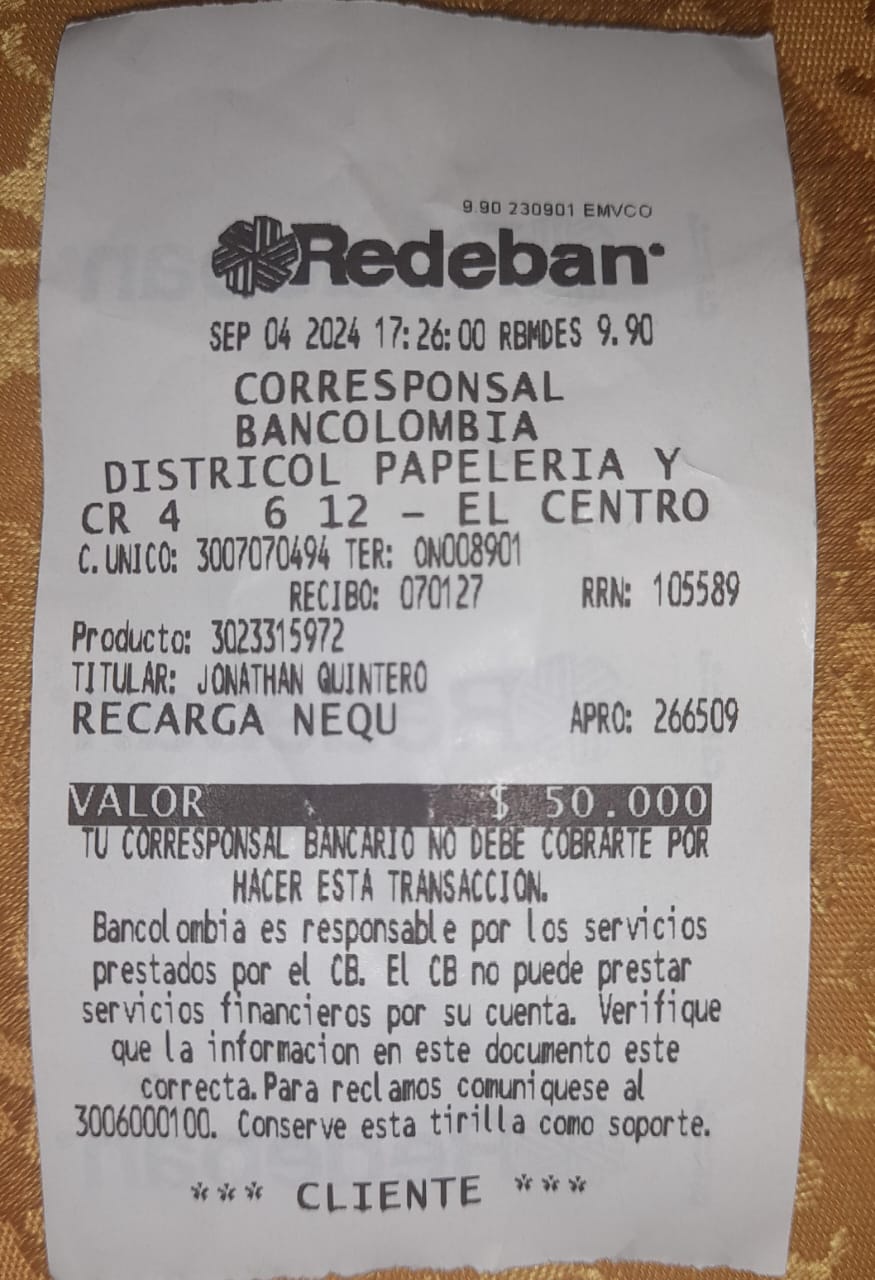 9.90 230901 EMVCO
Redeban
SEP 04 2024 17:26:00 RBMDES 9.90
CORRESPONSAL
BANCOLOMBIA
DISTRICOL PAPELERIA Y
CR 4 6 12 - EL CENTRO
C.UNICO: 3007070494 TER: 0N008901
RECIBO: 070127 RRN: 105589
Producto: 3023315972
TITULAR: JONATHAN QUINTERO
RECARGA NEQU APRO: 266509
VALOR $ 50.000
TU CORRESPONSAL BANCARIO NO DEBE COBRARTE POR
HACER ESTA TRANSACCION.
Bancolombia es responsable por los servicios
prestados por el CB. El CB no puede prestar
servicios financieros por su cuenta. Verifique
que la informacion en este documento este
correcta.Para reclamos comuniquese al
3006000100. Conserve esta tirilla como soporte.
*** CLIENTE ***